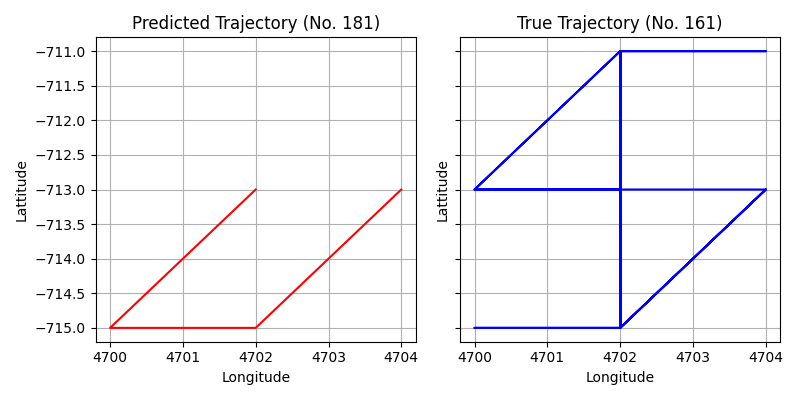 Predicted Trajectory (No. 181)
True Trajectory (No. 161)
−711.0
−711.5
−712.0
−712.5
−713.0
−713.5
−714.0
−714.5
−715.0
Lattitude
Lattitude
4700 4701 4702 4703 4704
4700 4701 4702 4703 4704
Longitude
Longitude